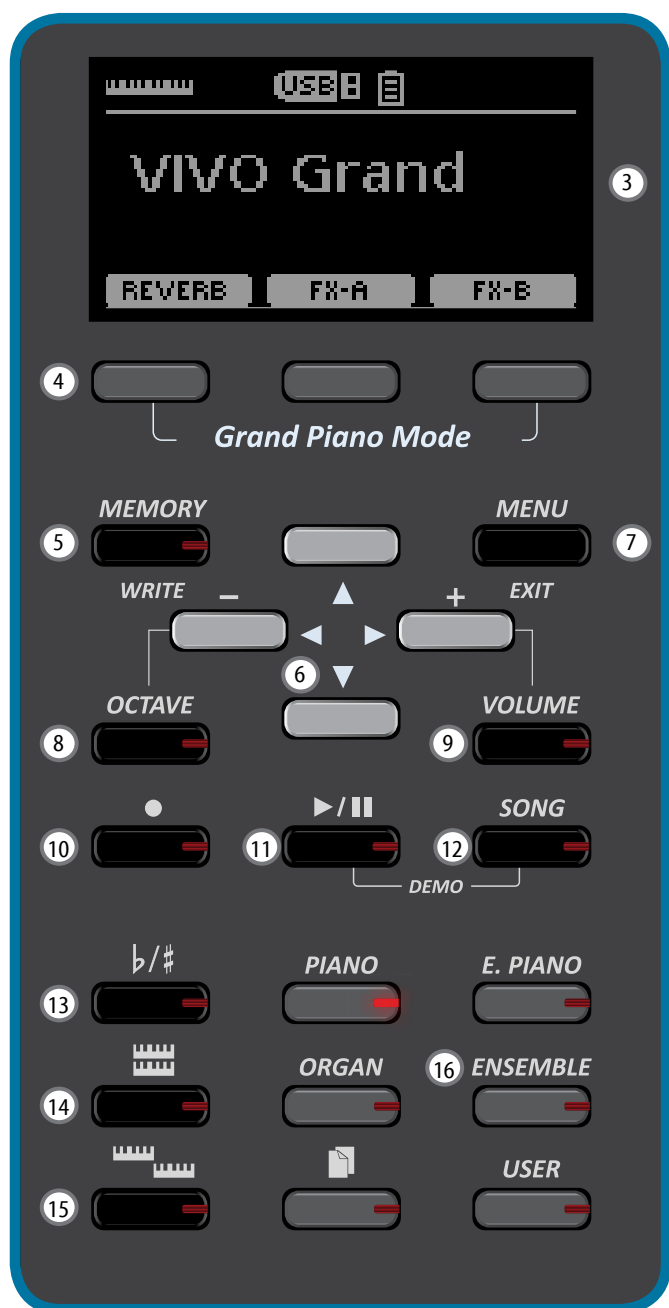 USB
VIVO Grand
3
REVERB FX-A FX-B
4
Grand Piano Mode
MEMORY MENU
5 7
WRITE − + EXIT
6
OCTAVE VOLUME
8 9
▶/❚❚ SONG
10 11 12
DEMO
♭/♯ PIANO E. PIANO
13
ORGAN 16 ENSEMBLE
14
USER
15